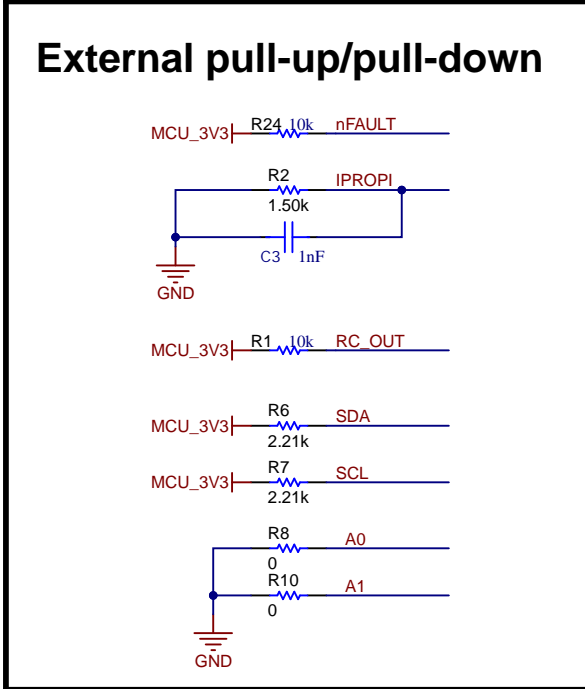 External pull-up/pull-down
MCU_3V3 R24 10k nFAULT
R2 IPROPI
1.50k
C3 1nF
GND
MCU_3V3 R1 10k RC_OUT
R6 SDA
MCU_3V3
2.21k
R7 SCL
MCU_3V3
2.21k
R8 A0
0
R10 A1
0
GND